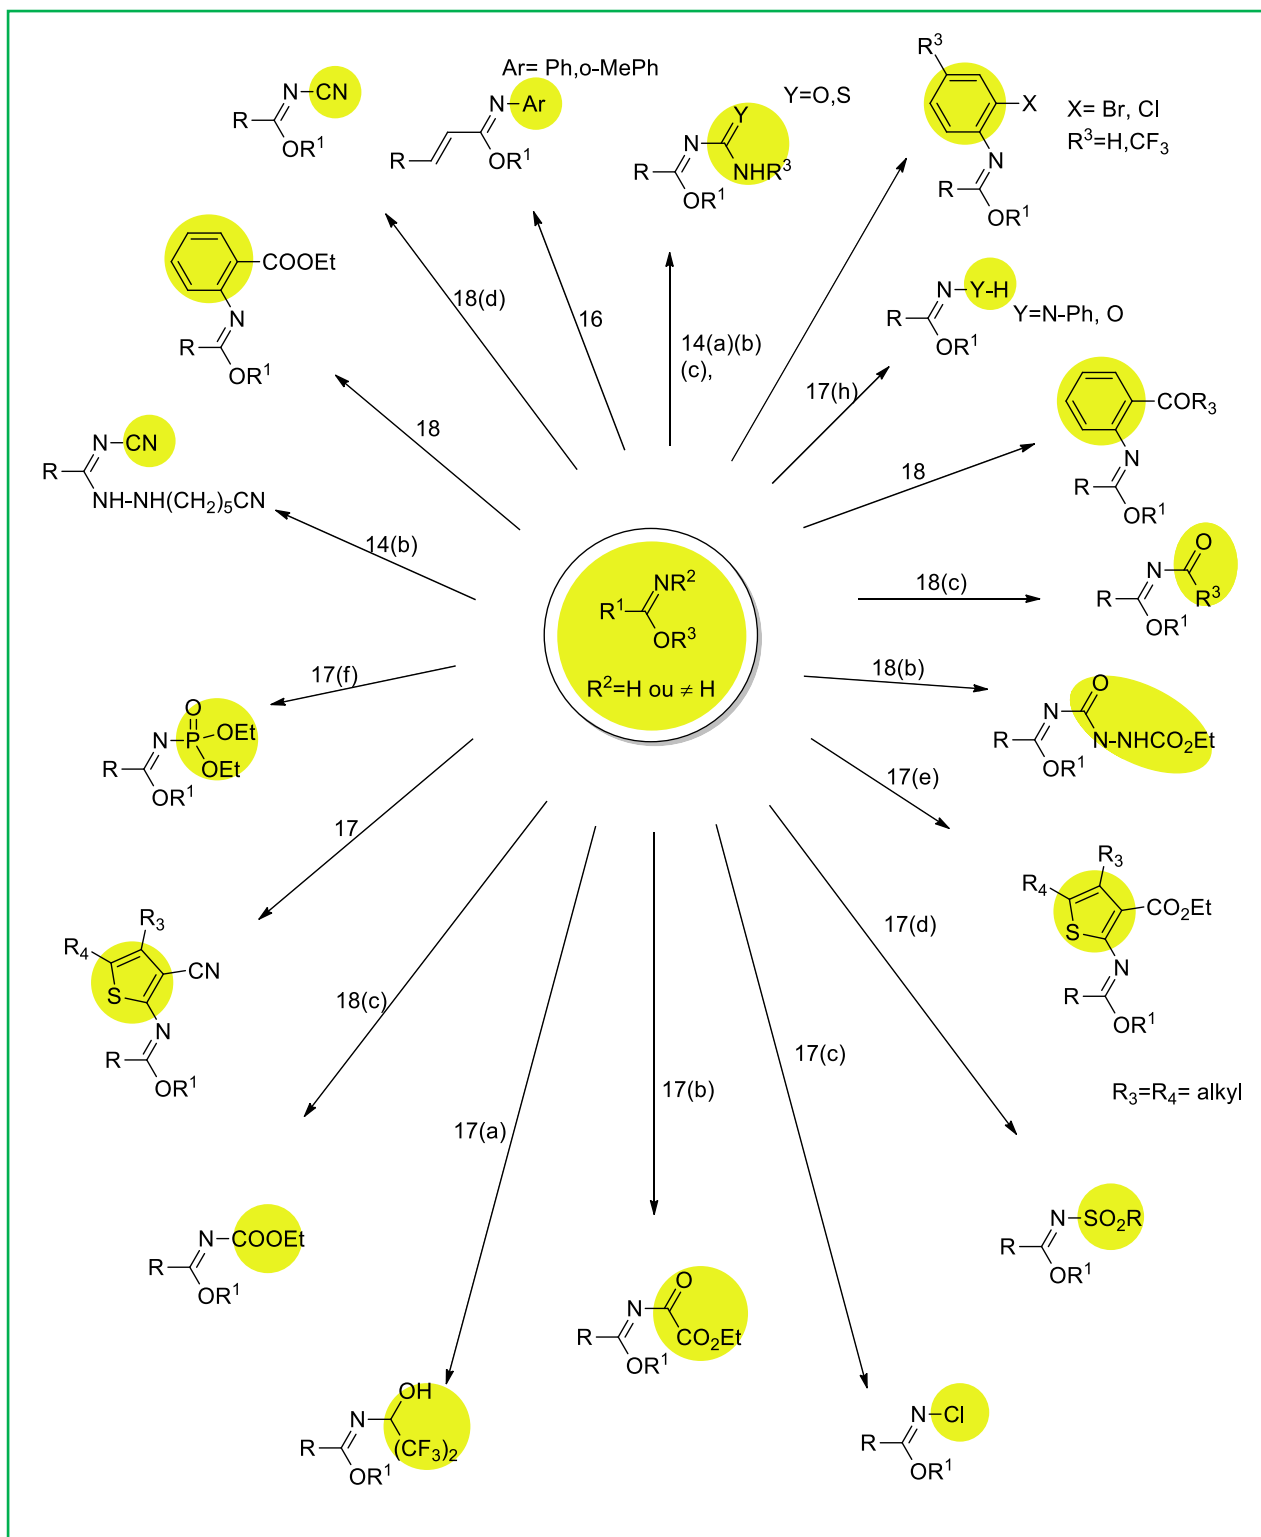 Ar= Ph,o-MePh
N–CN
R
OR¹
N–Ar
R
OR¹
Y=O,S
Y
N
R
NHR³
OR¹
R³
X
X= Br, Cl
R³=H,CF₃
N
R
OR¹
COOEt
N
R
OR¹
18(d)
16
14(a)(b)
(c),
N–Y-H
Y=N-Ph, O
R
OR¹
17(h)
COR₃
N
R
OR¹
18
18
N–CN
R
NH-NH(CH₂)₅CN
14(b)
O
N
R
R³
OR¹
18(c)
NR²
R¹
OR³
R²=H ou ≠ H
17(f)
O
N–P
OEt
OEt
R
OR¹
18(b)
O
N
R
N-NHCO₂Et
OR¹
17(e)
R₃
R₄
CO₂Et
S
N
R
OR¹
R₃=R₄= alkyl
17
R₃
R₄
CN
S
N
R
OR¹
17(d)
18(c)
17(c)
17(b)
17(a)
N–SO₂R
R
OR¹
N–COOEt
R
OR¹
O
N
R
CO₂Et
OR¹
OH
N
R
(CF₃)₂
OR¹
N–Cl
R
OR¹